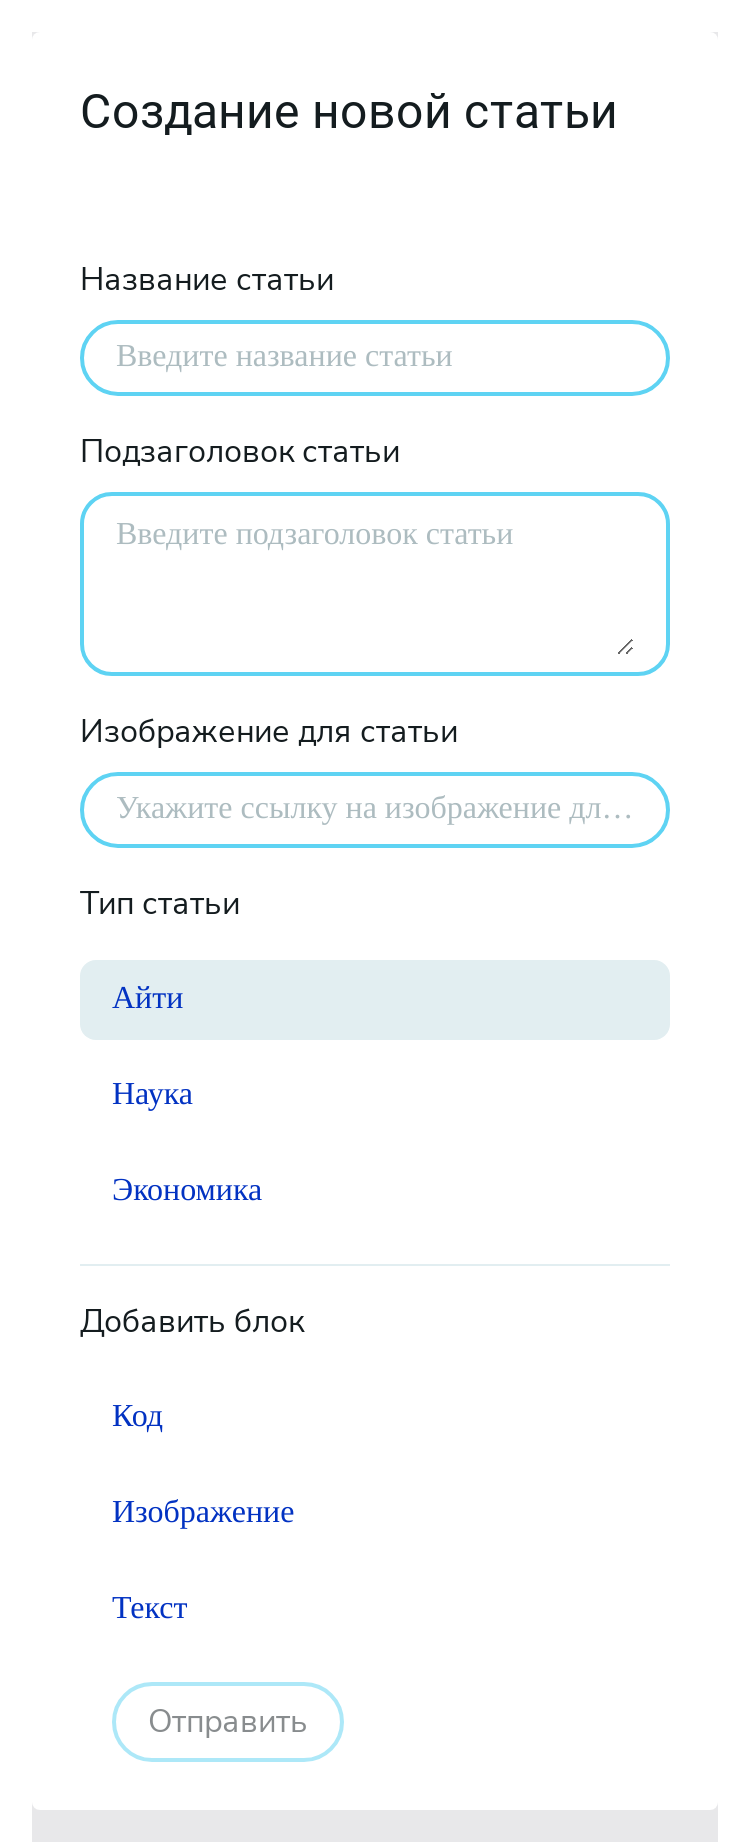 Создание новой статьи
Название статьи
Введите название статьи
Подзаголовок статьи
Введите подзаголовок статьи
Изображение для статьи
Укажите ссылку на изображение дл…
Тип статьи
Айти
Наука
Экономика
Добавить блок
Код
Изображение
Текст
Отправить